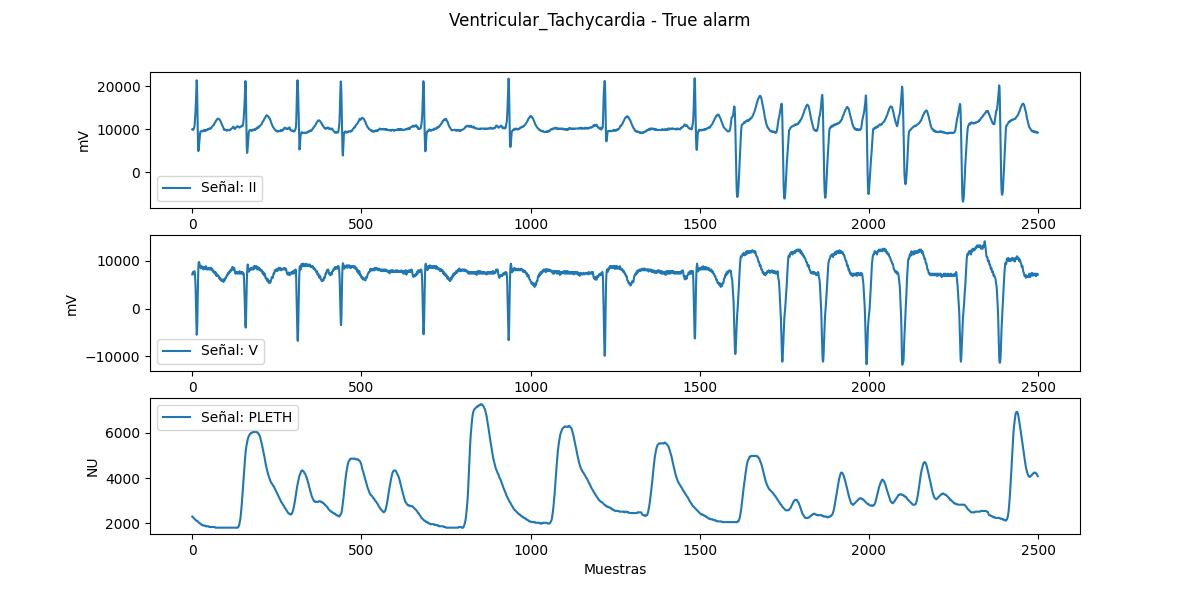 Ventricular_Tachycardia - True alarm
20000
10000
0
mV
Señal: II
0 500 1000 1500 2000 2500
10000
0
−10000
mV
Señal: V
0 500 1000 1500 2000 2500
6000
4000
2000
NU
Señal: PLETH
0 500 1000 1500 2000 2500
Muestras